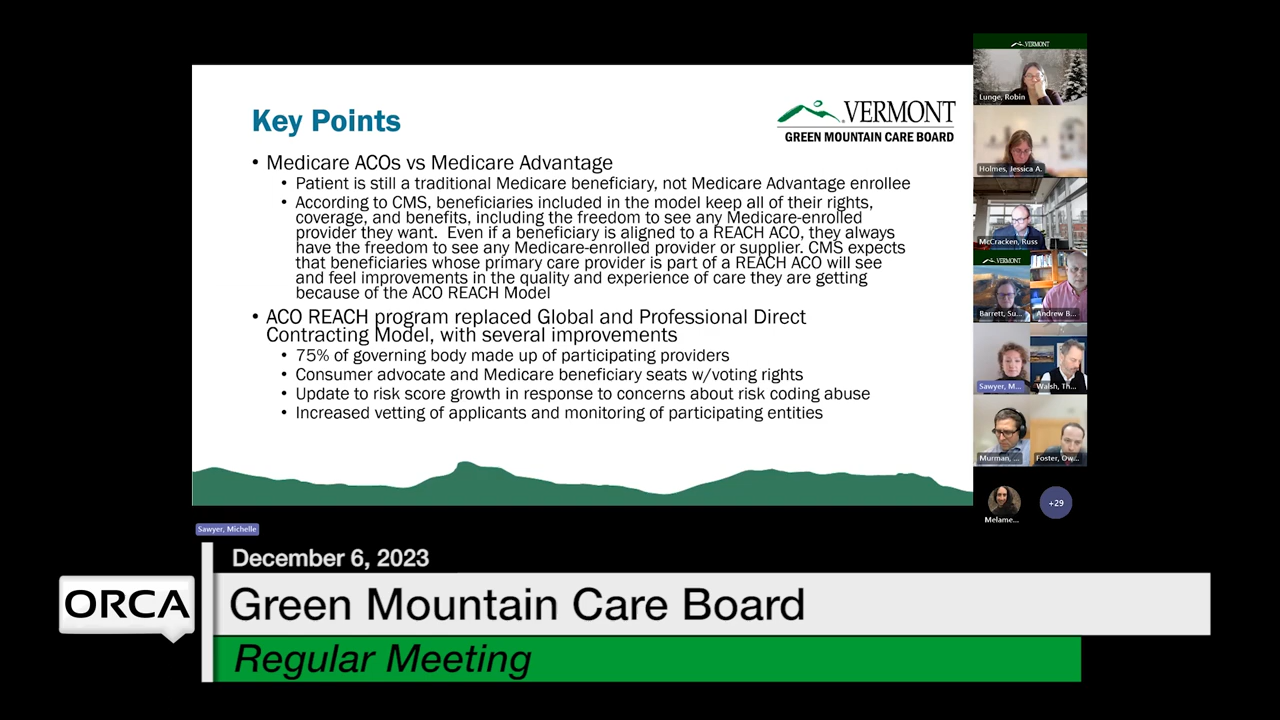 Key Points
VERMONT
GREEN MOUNTAIN CARE BOARD
• Medicare ACOs vs Medicare Advantage
• Patient is still a traditional Medicare beneficiary, not Medicare Advantage enrollee
• According to CMS, beneficiaries included in the model keep all of their rights,
coverage, and benefits, including the freedom to see any Medicare-enrolled
provider they want. Even if a beneficiary is aligned to a REACH ACO, they always
have the freedom to see any Medicare-enrolled provider or supplier. CMS expects
that beneficiaries whose primary care provider is part of a REACH ACO will see
and feel improvements in the quality and experience of care they are getting
because of the ACO REACH Model
• ACO REACH program replaced Global and Professional Direct
Contracting Model, with several improvements
• 75% of governing body made up of participating providers
• Consumer advocate and Medicare beneficiary seats w/voting rights
• Update to risk score growth in response to concerns about risk coding abuse
• Increased vetting of applicants and monitoring of participating entities
VERMONT
Lunge, Robin
Holmes, Jessica A.
McCracken, Russ
VERMONT
Barrett, Su...
Andrew B...
Sawyer, M...
Walsh, Th...
Murman, ...
Foster, Ow...
Melame...
+29
Sawyer, Michelle
December 6, 2023
ORCA
Green Mountain Care Board
Regular Meeting